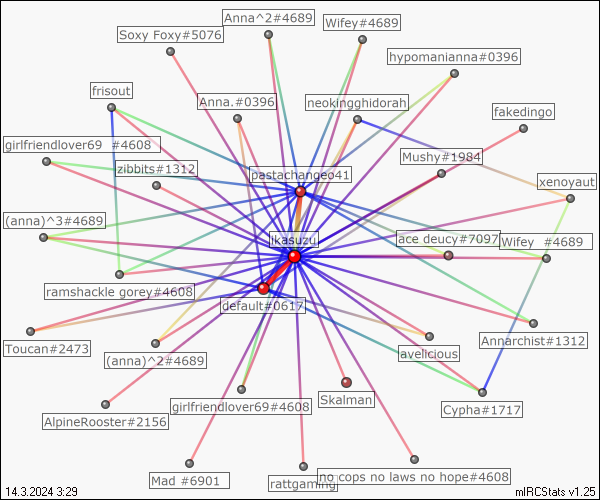 Anna^2#4689
Wifey#4689
Soxy Foxy#5076
hypomanianna#0396
frisout
Anna.#0396
neokingghidorah
fakedingo
girlfriendlover69 #4608
zibbits#1312
Mushy#1984
pastachangeo41
xenoyaut
(anna)^3#4689
ikasuzu
ace deucy#7097
Wifey #4689
ramshackle gorey#4608
default#0617
Toucan#2473
(anna)^2#4689
lavelicious
Annarchist#1312
AlpineRooster#2156
girlfriendlover69#4608
Skalman
Cypha#1717
Mad #6901
rattgaming
no cops no laws no hope#4608
14.3.2024 3:29
mIRCStats v1.25